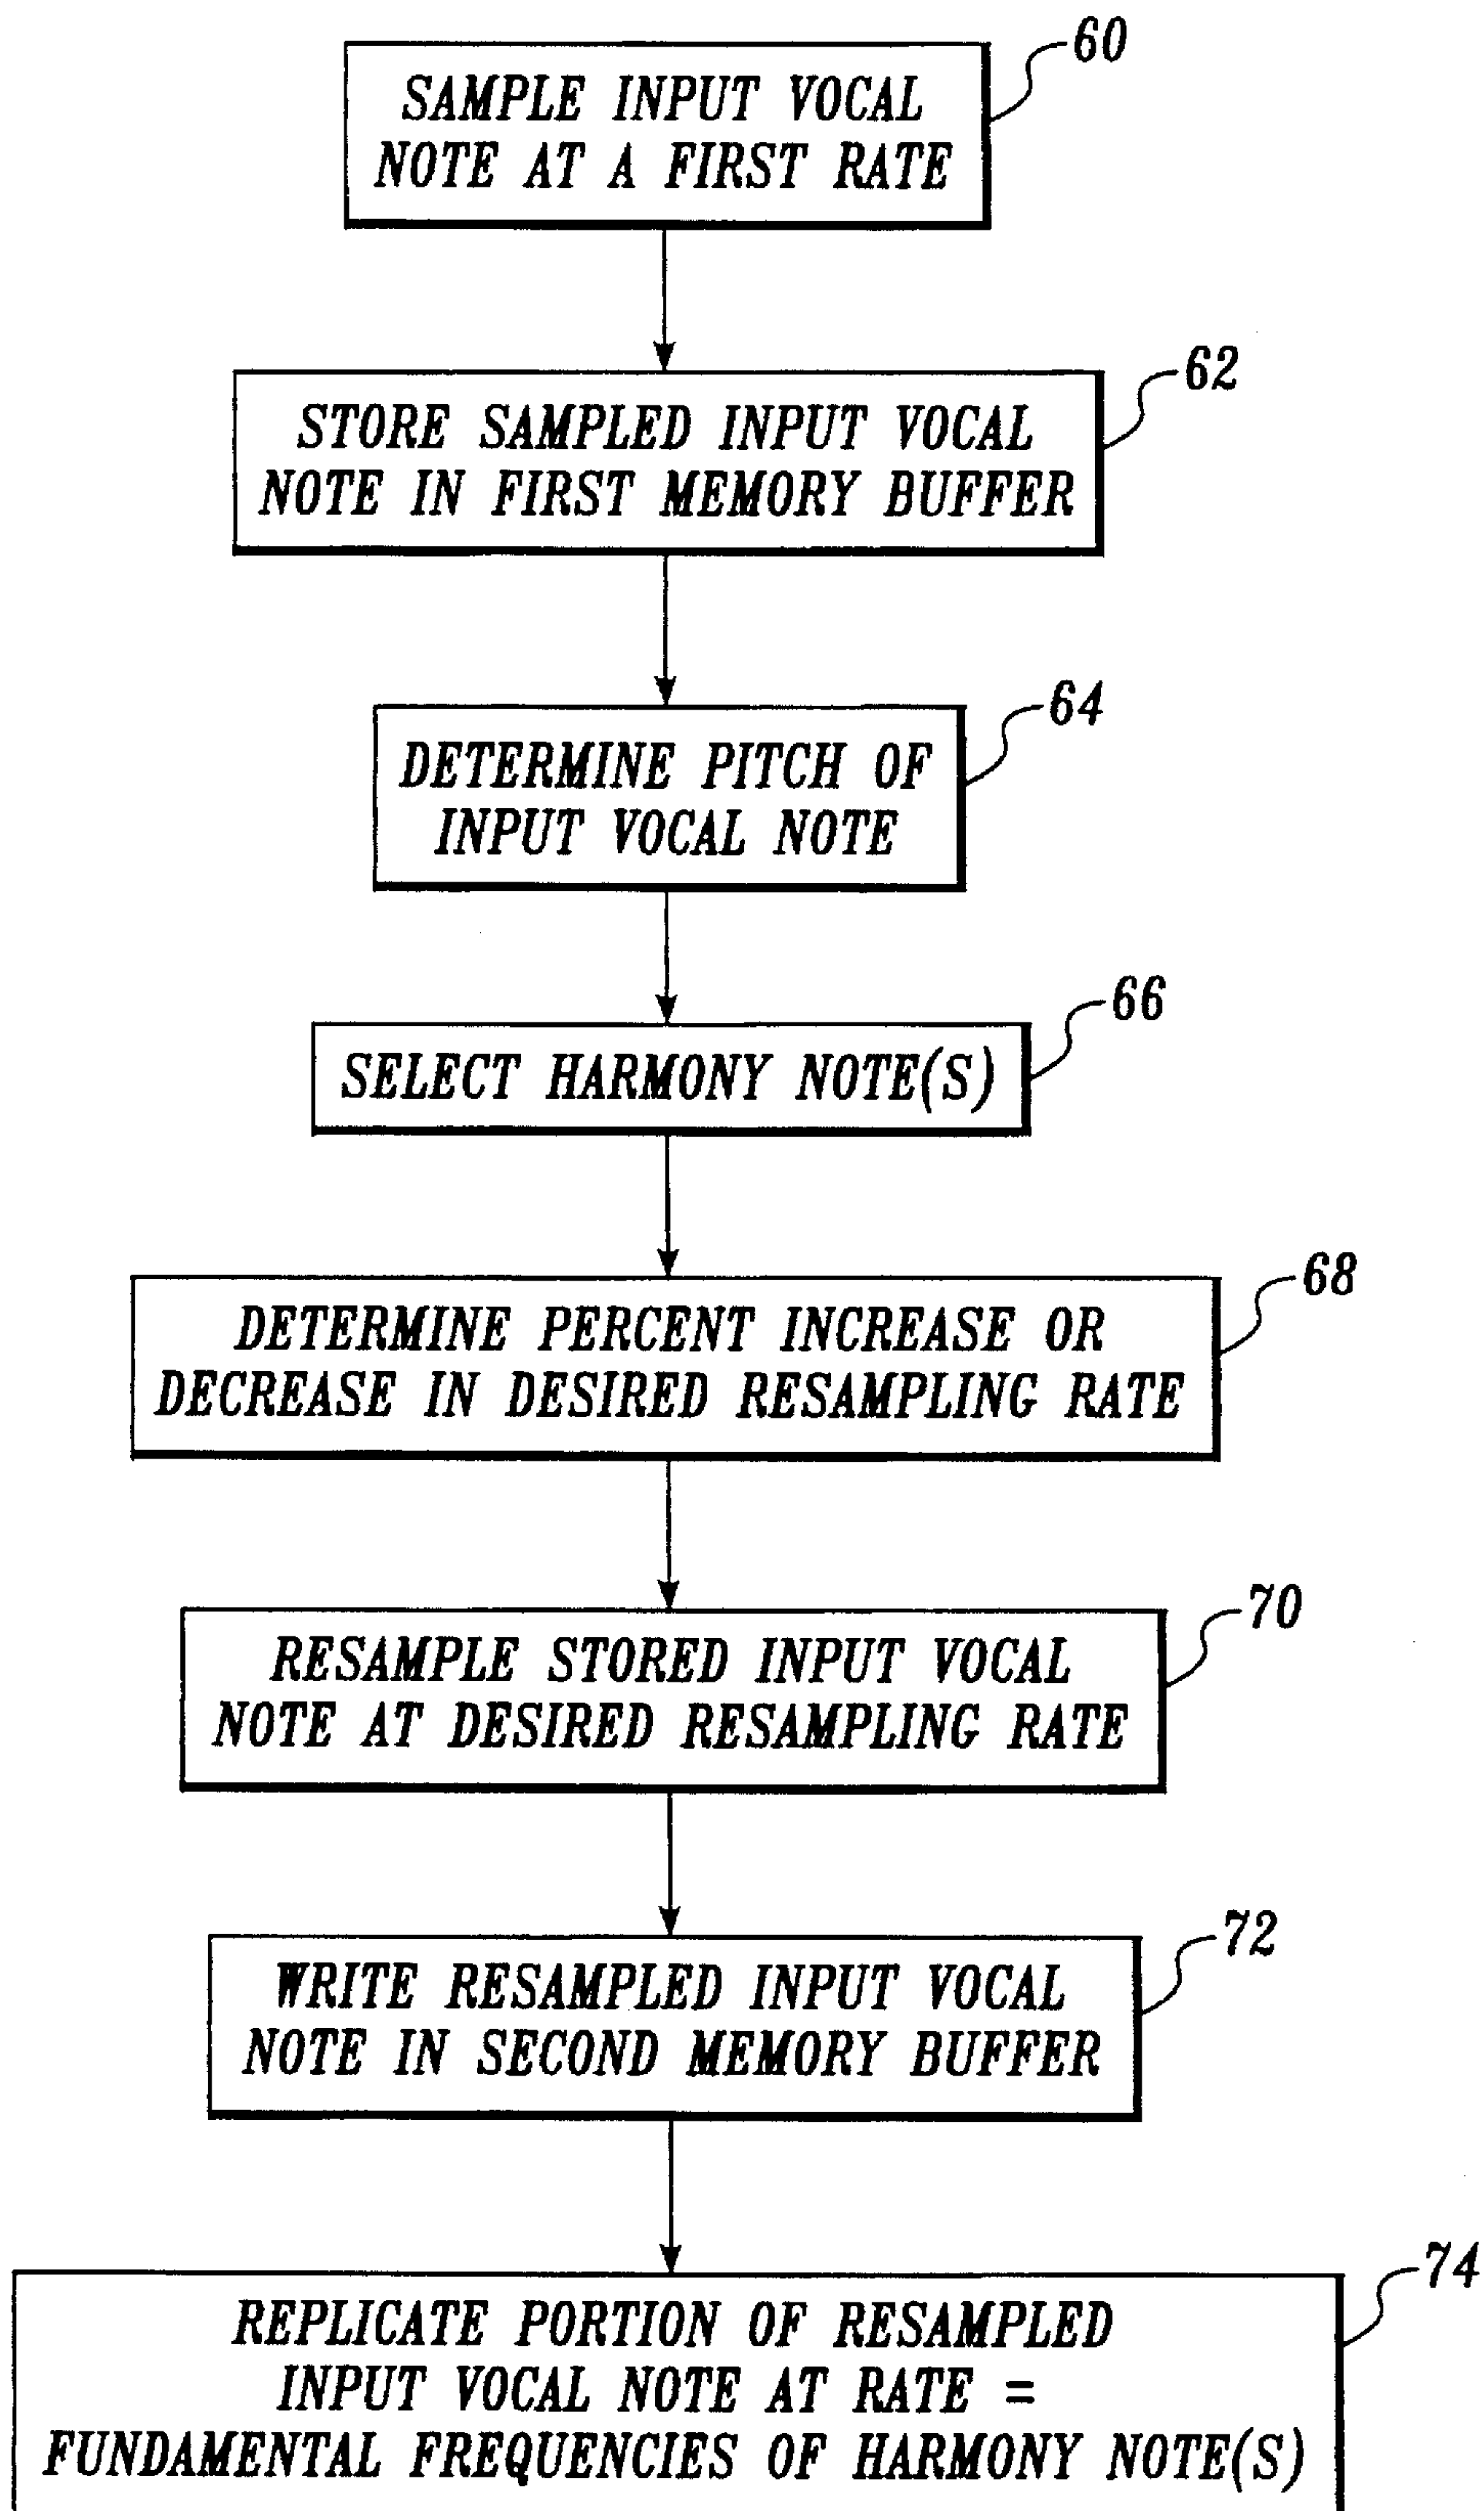 60
SAMPLE INPUT VOCAL
NOTE AT A FIRST RATE
62
STORE SAMPLED INPUT VOCAL
NOTE IN FIRST MEMORY BUFFER
64
DETERMINE PITCH OF
INPUT VOCAL NOTE
66
SELECT HARMONY NOTE(S)
68
DETERMINE PERCENT INCREASE OR
DECREASE IN DESIRED RESAMPLING RATE
70
RESAMPLE STORED INPUT VOCAL
NOTE AT DESIRED RESAMPLING RATE
72
WRITE RESAMPLED INPUT VOCAL
NOTE IN SECOND MEMORY BUFFER
74
REPLICATE PORTION OF RESAMPLED
INPUT VOCAL NOTE AT RATE =
FUNDAMENTAL FREQUENCIES OF HARMONY NOTE(S)